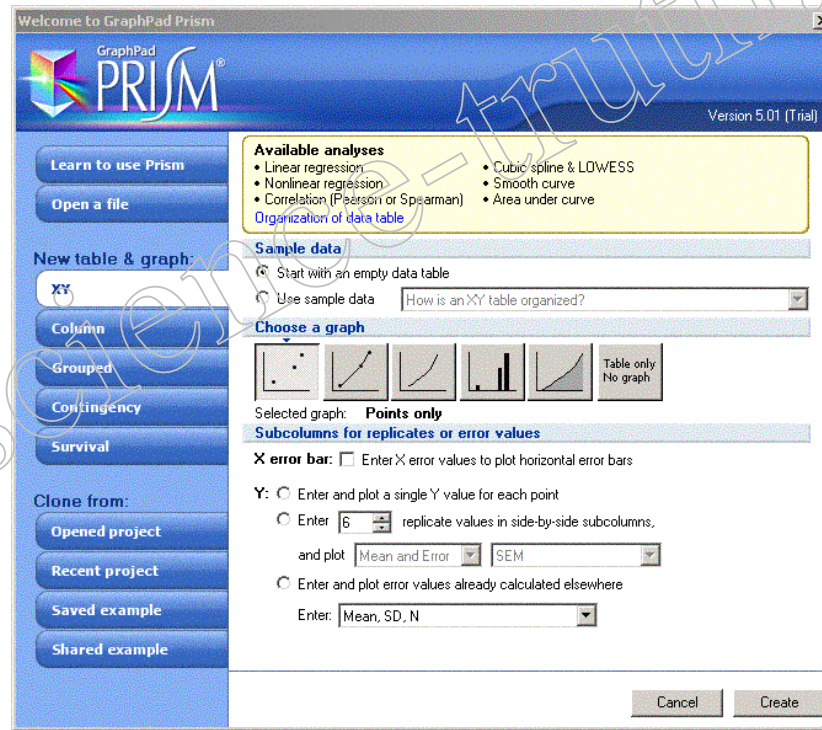 Welcome to GraphPad Prism
GraphPad
PRISM®
Version 5.01 (Trial)
Learn to use Prism
Open a file
New table & graph:
XY
Column
Grouped
Contingency
Survival
Clone from:
Opened project
Recent project
Saved example
Shared example
Available analyses
• Linear regression
• Nonlinear regression
• Correlation (Pearson or Spearman)
• Cubic spline & LOWESS
• Smooth curve
• Area under curve
Organization of data table
Sample data
Start with an empty data table
Use sample data How is an XY table organized?
Choose a graph
Table only
No graph
Selected graph: Points only
Subcolumns for replicates or error values
X error bar: Enter X error values to plot horizontal error bars
Y: Enter and plot a single Y value for each point
Enter 6 replicate values in side-by-side subcolumns,
and plot Mean and Error SEM
Enter and plot error values already calculated elsewhere
Enter: Mean, SD, N
Cancel Create
science-truth